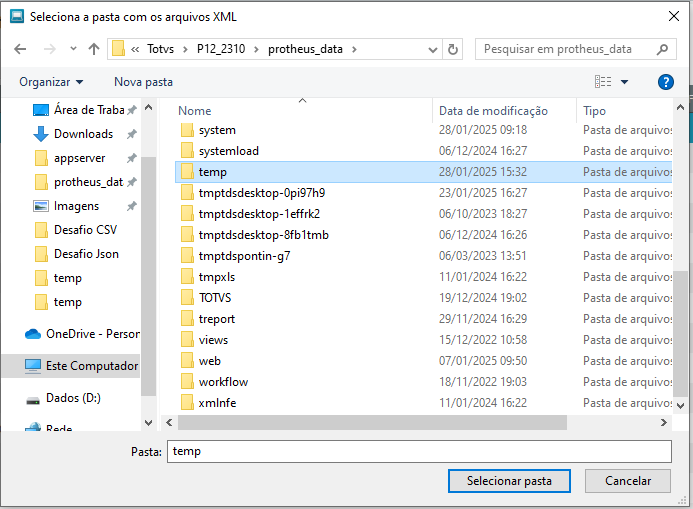 Seleciona a pasta com os arquivos XML
« Totvs > P12_2310 > protheus_data >
Pesquisar em protheus_data
Organizar Nova pasta
Nome Data de modificação Tipo
Área de Traba
Downloads
appserver
protheus_data
Imagens
Desafio CSV
Desafio Json
temp
temp
OneDrive - Person
Este Computador
Dados (D:)
Rede
system 28/01/2025 09:18 Pasta de arquivos
systemload 06/12/2024 16:27 Pasta de arquivos
temp 28/01/2025 15:32 Pasta de arquivos
tmptdsdesktop-0pi97h9 23/01/2025 16:27 Pasta de arquivos
tmptdsdesktop-1effrk2 06/10/2023 18:27 Pasta de arquivos
tmptdsdesktop-8fb1tmb 06/12/2024 16:26 Pasta de arquivos
tmptdspontin-g7 06/03/2023 13:51 Pasta de arquivos
tmpxls 11/01/2024 16:22 Pasta de arquivos
TOTVS 19/12/2024 19:02 Pasta de arquivos
treport 29/11/2024 16:29 Pasta de arquivos
views 15/12/2022 10:58 Pasta de arquivos
web 07/01/2025 09:50 Pasta de arquivos
workflow 18/11/2022 19:03 Pasta de arquivos
xmlnfe 11/01/2024 16:22 Pasta de arquivos
Pasta: temp
Selecionar pasta Cancelar